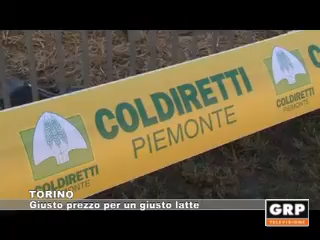 COLDIRETTI
PIEMONTE
COLDIRETTI
PIEMONTE
COLDIRETTI
PIEMONTE
TORINO
Giusto prezzo per un giusto latte
GRP
TELEVISIONE